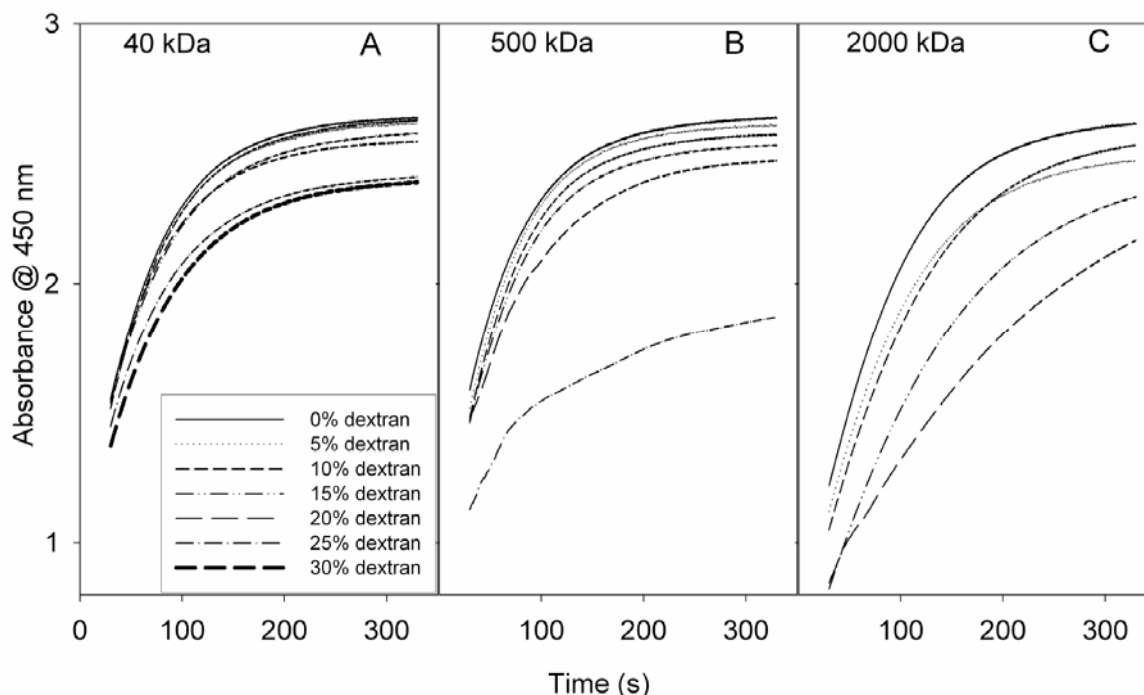 3
40 kDa A
500 kDa B
2000 kDa C
Absorbance @ 450 nm
2
0% dextran
5% dextran
10% dextran
15% dextran
20% dextran
25% dextran
30% dextran
1
0 100 200 300 100 200 300 100 200 300
Time (s)